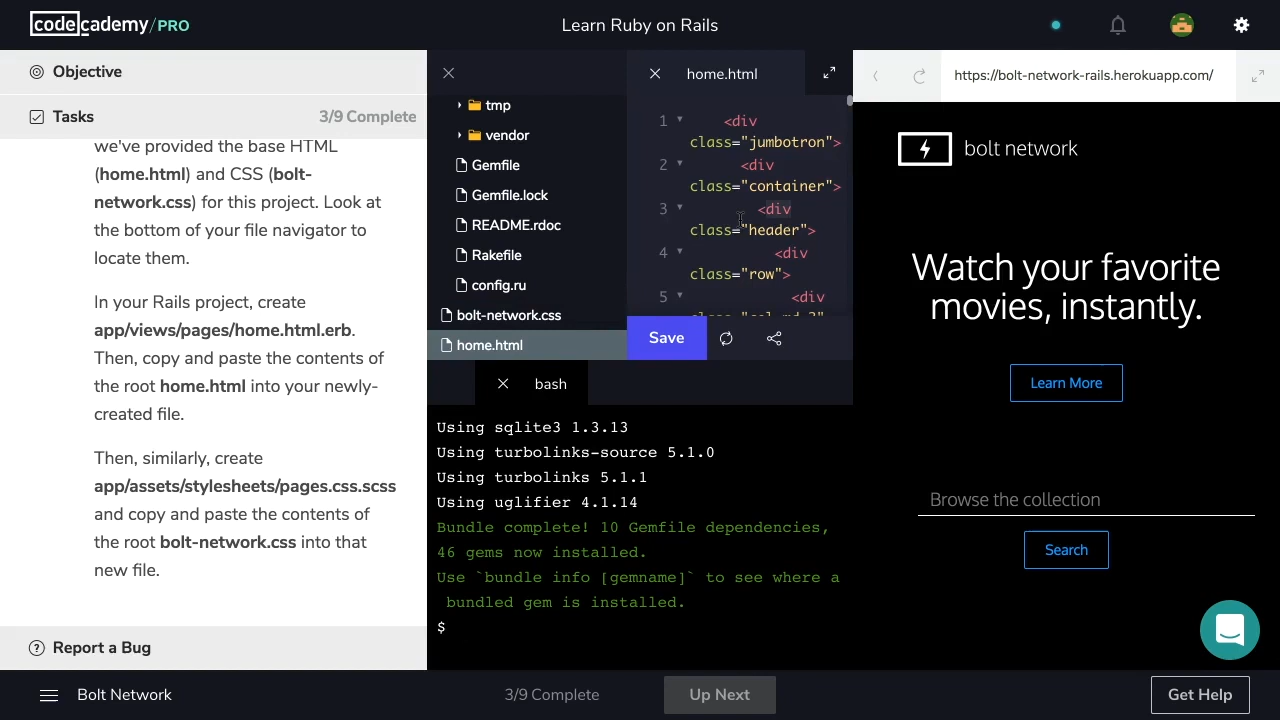 codecademy/PRO
Learn Ruby on Rails
Objective
Tasks
3/9 Complete
we've provided the base HTML
(home.html) and CSS (bolt-
network.css) for this project. Look at
the bottom of your file navigator to
locate them.
In your Rails project, create
app/views/pages/home.html.erb.
Then, copy and paste the contents of
the root home.html into your newly-
created file.
Then, similarly, create
app/assets/stylesheets/pages.css.scss
and copy and paste the contents of
the root bolt-network.css into that
new file.
Report a Bug
tmp
vendor
Gemfile
Gemfile.lock
README.rdoc
Rakefile
config.ru
bolt-network.css
home.html
home.html
1 <div
class="jumbotron">
2 <div
class="container">
3 <div
class="header">
4 <div
class="row">
5 <div
class="col-md-2"
Save
bash
Using sqlite3 1.3.13
Using turbolinks-source 5.1.0
Using turbolinks 5.1.1
Using uglifier 4.1.14
Bundle complete! 10 Gemfile dependencies,
46 gems now installed.
Use `bundle info [gemname]` to see where a
bundled gem is installed.
$
https://bolt-network-rails.herokuapp.com/
bolt network
Watch your favorite
movies, instantly.
Learn More
Browse the collection
Search
Bolt Network
3/9 Complete
Up Next
Get Help